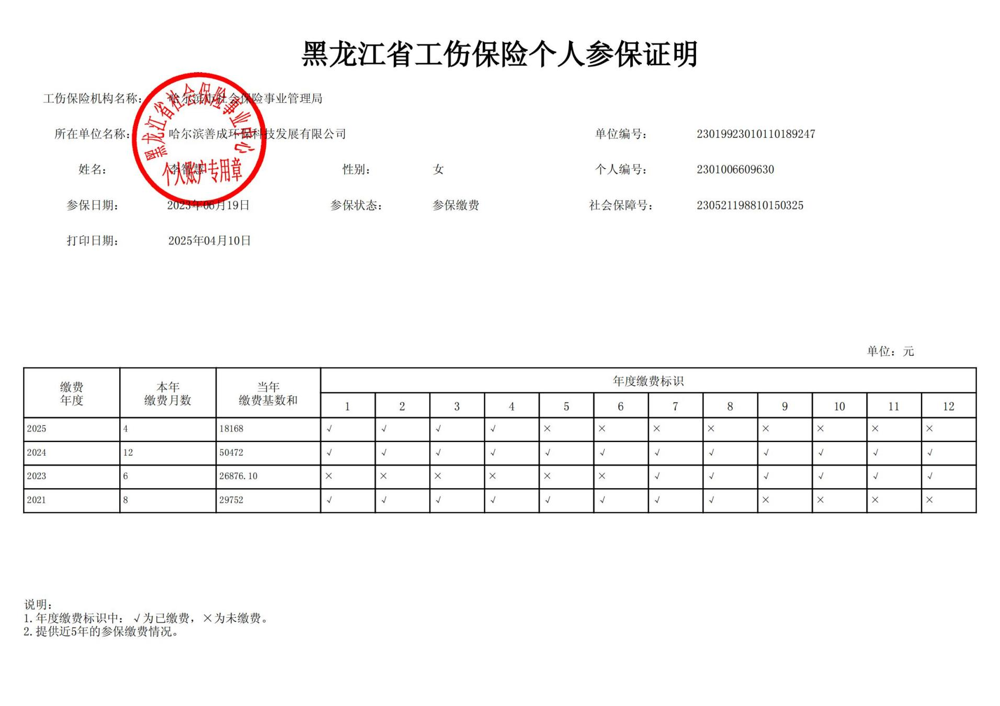 黑龙江省工伤保险个人参保证明
工伤保险机构名称: 哈尔滨市社会保险事业管理局
所在单位名称: 哈尔滨善成环保科技发展有限公司 单位编号: 23019923010110189247
姓名: 李智慧 性别: 女 个人编号: 2301006609630
参保日期: 2023年06月19日 参保状态: 参保缴费 社会保障号: 230521198810150325
打印日期: 2025年04月10日
黑龙江省社会保险事业中心
个人账户专用章
单位: 元
缴费年度 本年缴费月数 当年缴费基数和 年度缴费标识
1 2 3 4 5 6 7 8 9 10 11 12
2025 4 18168 √ √ √ √ × × × × × × × ×
2024 12 50472 √ √ √ √ √ √ √ √ √ √ √ √
2023 6 26876.10 × × × × × × √ √ √ √ √ √
2021 8 29752 √ √ √ √ √ √ √ √ × × × ×
说明:
1.年度缴费标识中: √为已缴费, ×为未缴费。
2.提供近5年的参保缴费情况。